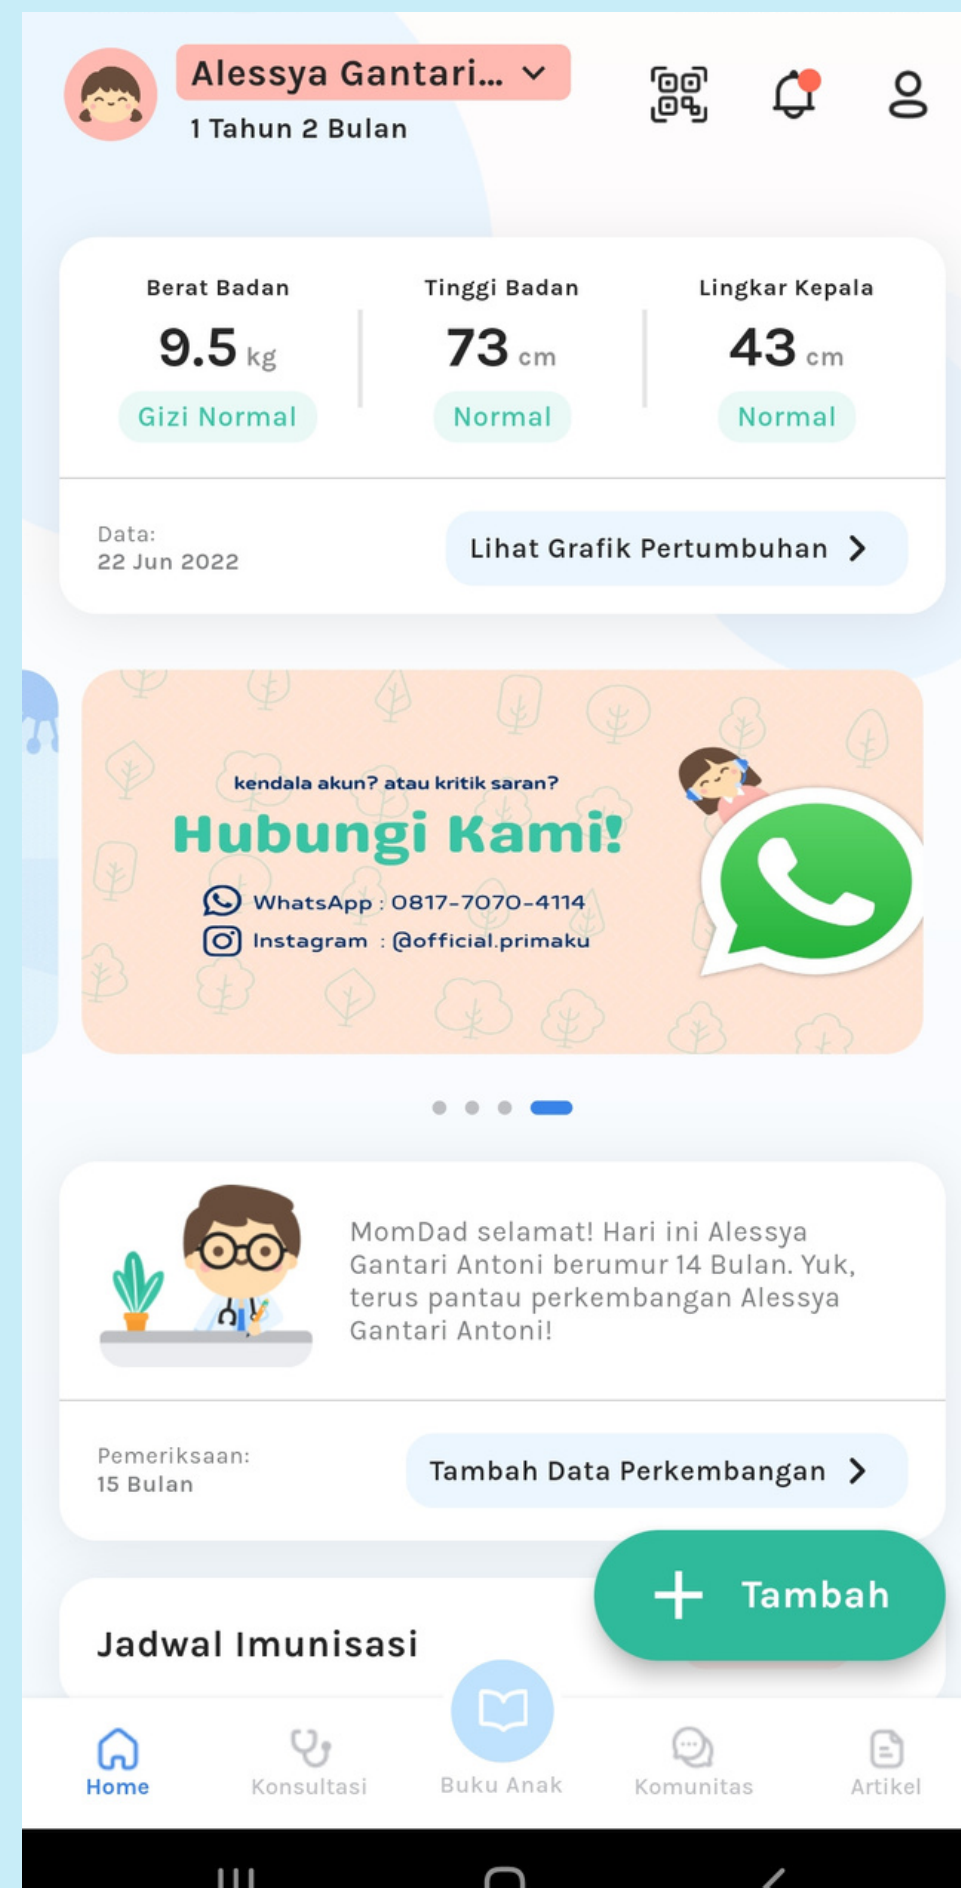 Alessya Gantari...
1 Tahun 2 Bulan
Berat Badan
Tinggi Badan
Lingkar Kepala
9.5 kg
73 cm
43 cm
Gizi Normal
Normal
Normal
Data:
22 Jun 2022
Lihat Grafik Pertumbuhan
kendala akun? atau kritik saran?
Hubungi Kami!
WhatsApp : 0817-7070-4114
Instagram : @official.primaku
MomDad selamat! Hari ini Alessya
Gantari Antoni berumur 14 Bulan. Yuk,
terus pantau perkembangan Alessya
Gantari Antoni!
Pemeriksaan:
15 Bulan
Tambah Data Perkembangan
Tambah
Jadwal Imunisasi
Home
Konsultasi
Buku Anak
Komunitas
Artikel